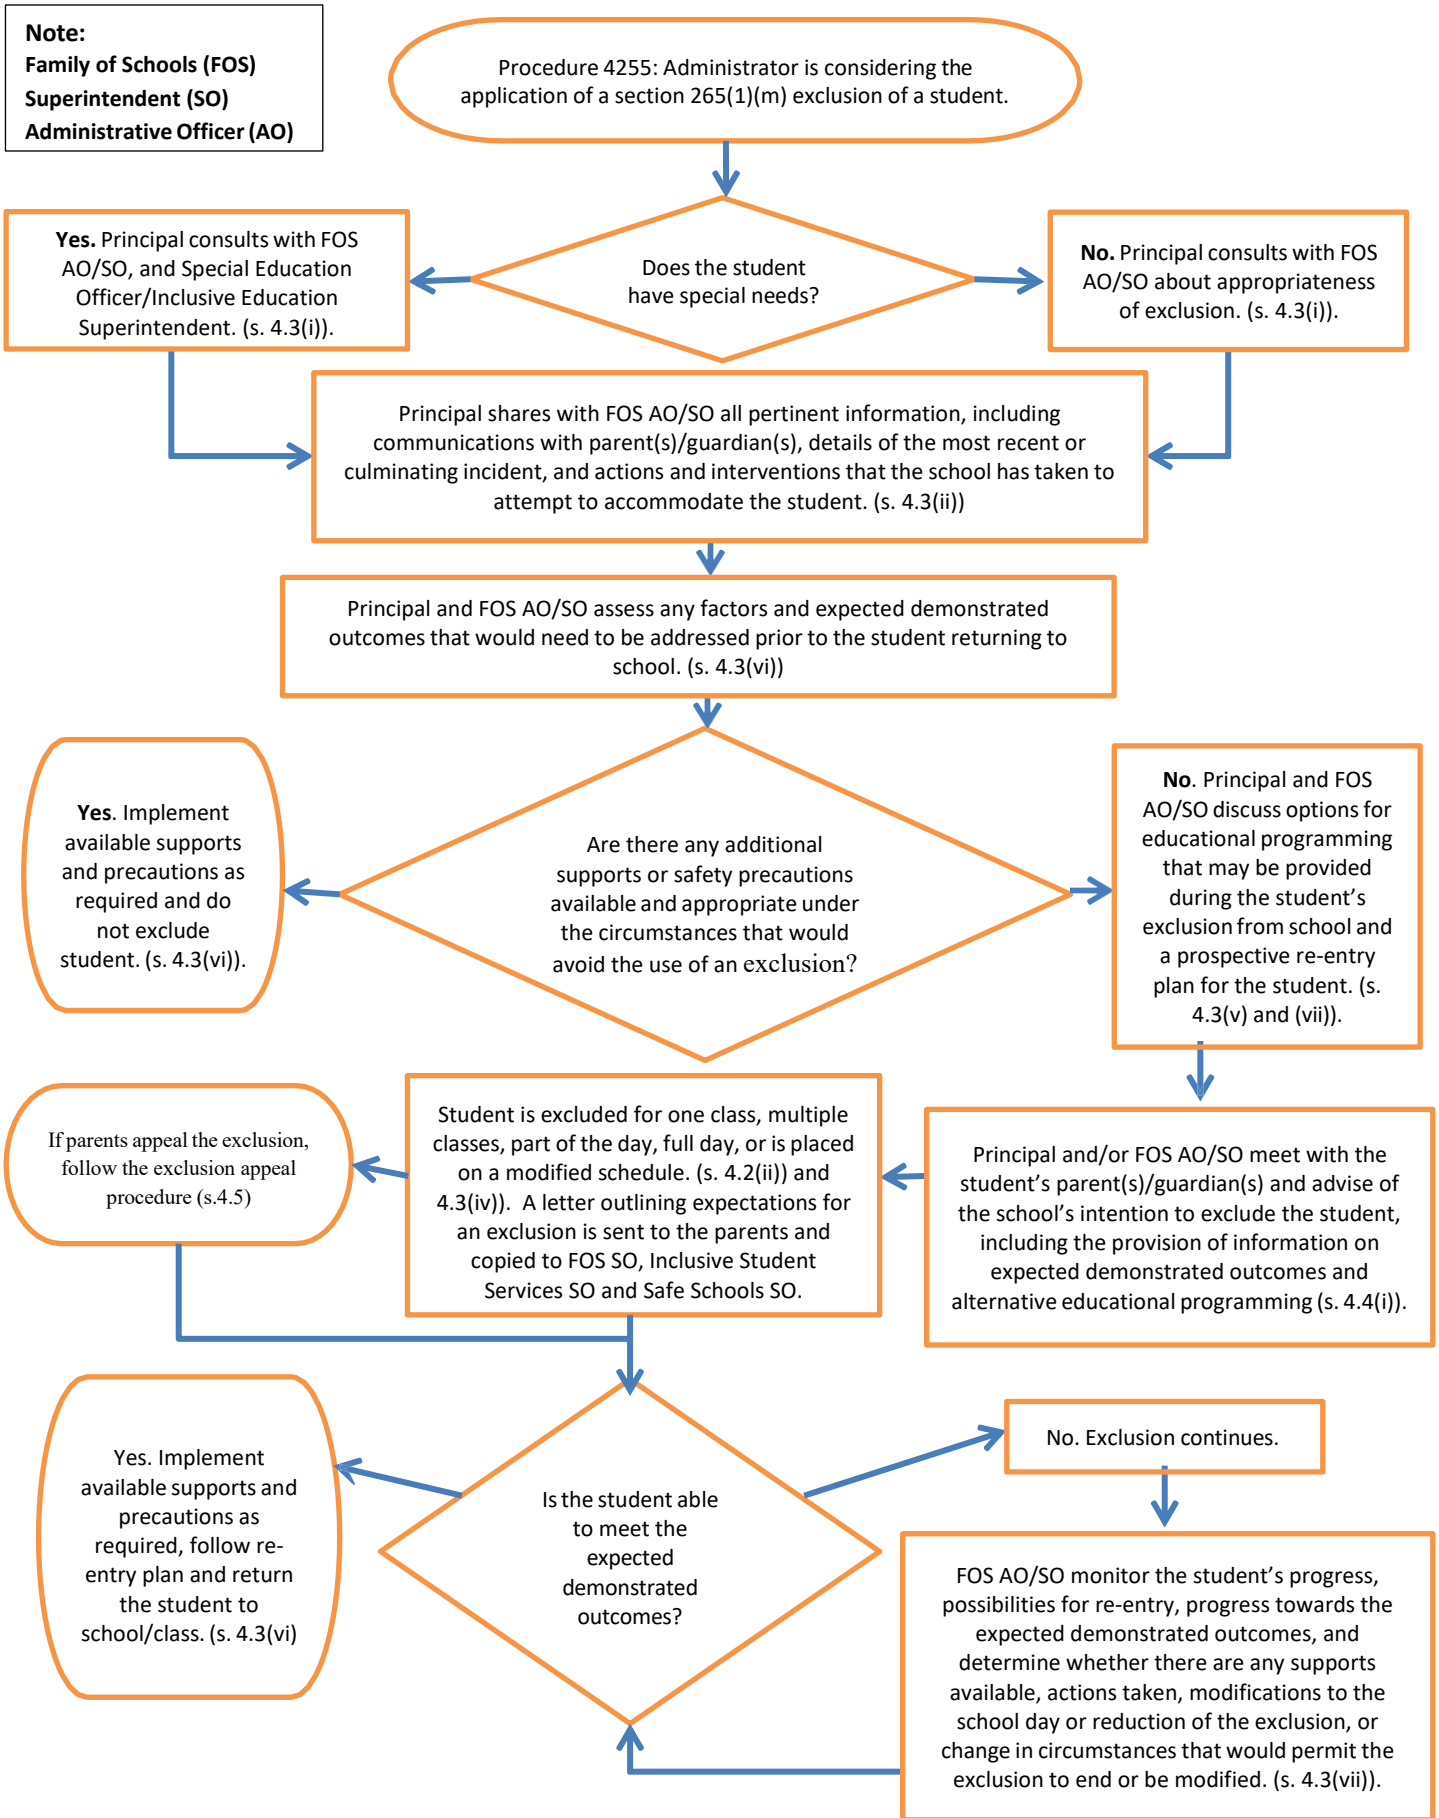 Note:
Family of Schools (FOS)
Superintendent (SO)
Administrative Officer (AO)
Procedure 4255: Administrator is considering the
application of a section 265(1)(m) exclusion of a student.
Does the student
have special needs?
Yes. Principal consults with FOS
AO/SO, and Special Education
Officer/Inclusive Education
Superintendent. (s. 4.3(i)).
No. Principal consults with FOS
AO/SO about appropriateness
of exclusion. (s. 4.3(i)).
Principal shares with FOS AO/SO all pertinent information, including
communications with parent(s)/guardian(s), details of the most recent or
culminating incident, and actions and interventions that the school has taken to
attempt to accommodate the student. (s. 4.3(ii))
Principal and FOS AO/SO assess any factors and expected demonstrated
outcomes that would need to be addressed prior to the student returning to
school. (s. 4.3(vi))
Are there any additional
supports or safety precautions
available and appropriate under
the circumstances that would
avoid the use of an exclusion?
Yes. Implement
available supports
and precautions as
required and do
not exclude
student. (s. 4.3(vi)).
No. Principal and FOS
AO/SO discuss options for
educational programming
that may be provided
during the student’s
exclusion from school and
a prospective re-entry
plan for the student. (s.
4.3(v) and (vii)).
Principal and/or FOS AO/SO meet with the
student’s parent(s)/guardian(s) and advise of
the school’s intention to exclude the student,
including the provision of information on
expected demonstrated outcomes and
alternative educational programming (s. 4.4(i)).
Student is excluded for one class, multiple
classes, part of the day, full day, or is placed
on a modified schedule. (s. 4.2(ii)) and
4.3(iv)). A letter outlining expectations for
an exclusion is sent to the parents and
copied to FOS SO, Inclusive Student
Services SO and Safe Schools SO.
If parents appeal the exclusion,
follow the exclusion appeal
procedure (s.4.5)
Is the student able
to meet the
expected
demonstrated
outcomes?
Yes. Implement
available supports and
precautions as
required, follow re-
entry plan and return
the student to
school/class. (s. 4.3(vi)
No. Exclusion continues.
FOS AO/SO monitor the student’s progress,
possibilities for re-entry, progress towards the
expected demonstrated outcomes, and
determine whether there are any supports
available, actions taken, modifications to the
school day or reduction of the exclusion, or
change in circumstances that would permit the
exclusion to end or be modified. (s. 4.3(vii)).